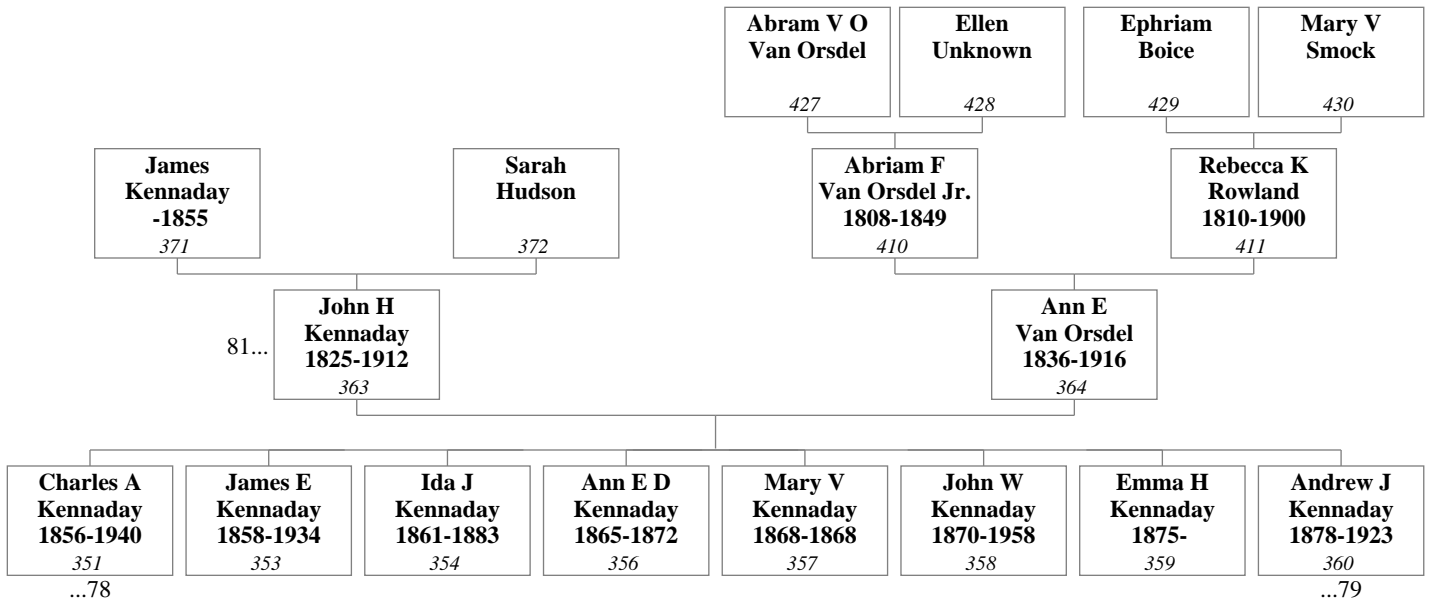 Abram V O
Van Orsdel
427
Ellen
Unknown
428
Ephriam
Boice
429
Mary V
Smock
430
James
Kennaday
-1855
371
Sarah
Hudson
372
Abriam F
Van Orsdel Jr.
1808-1849
410
Rebecca K
Rowland
1810-1900
411
81...
John H
Kennaday
1825-1912
363
Ann E
Van Orsdel
1836-1916
364
Charles A
Kennaday
1856-1940
351
...78
James E
Kennaday
1858-1934
353
Ida J
Kennaday
1861-1883
354
Ann E D
Kennaday
1865-1872
356
Mary V
Kennaday
1868-1868
357
John W
Kennaday
1870-1958
358
Emma H
Kennaday
1875-
359
Andrew J
Kennaday
1878-1923
360
...79